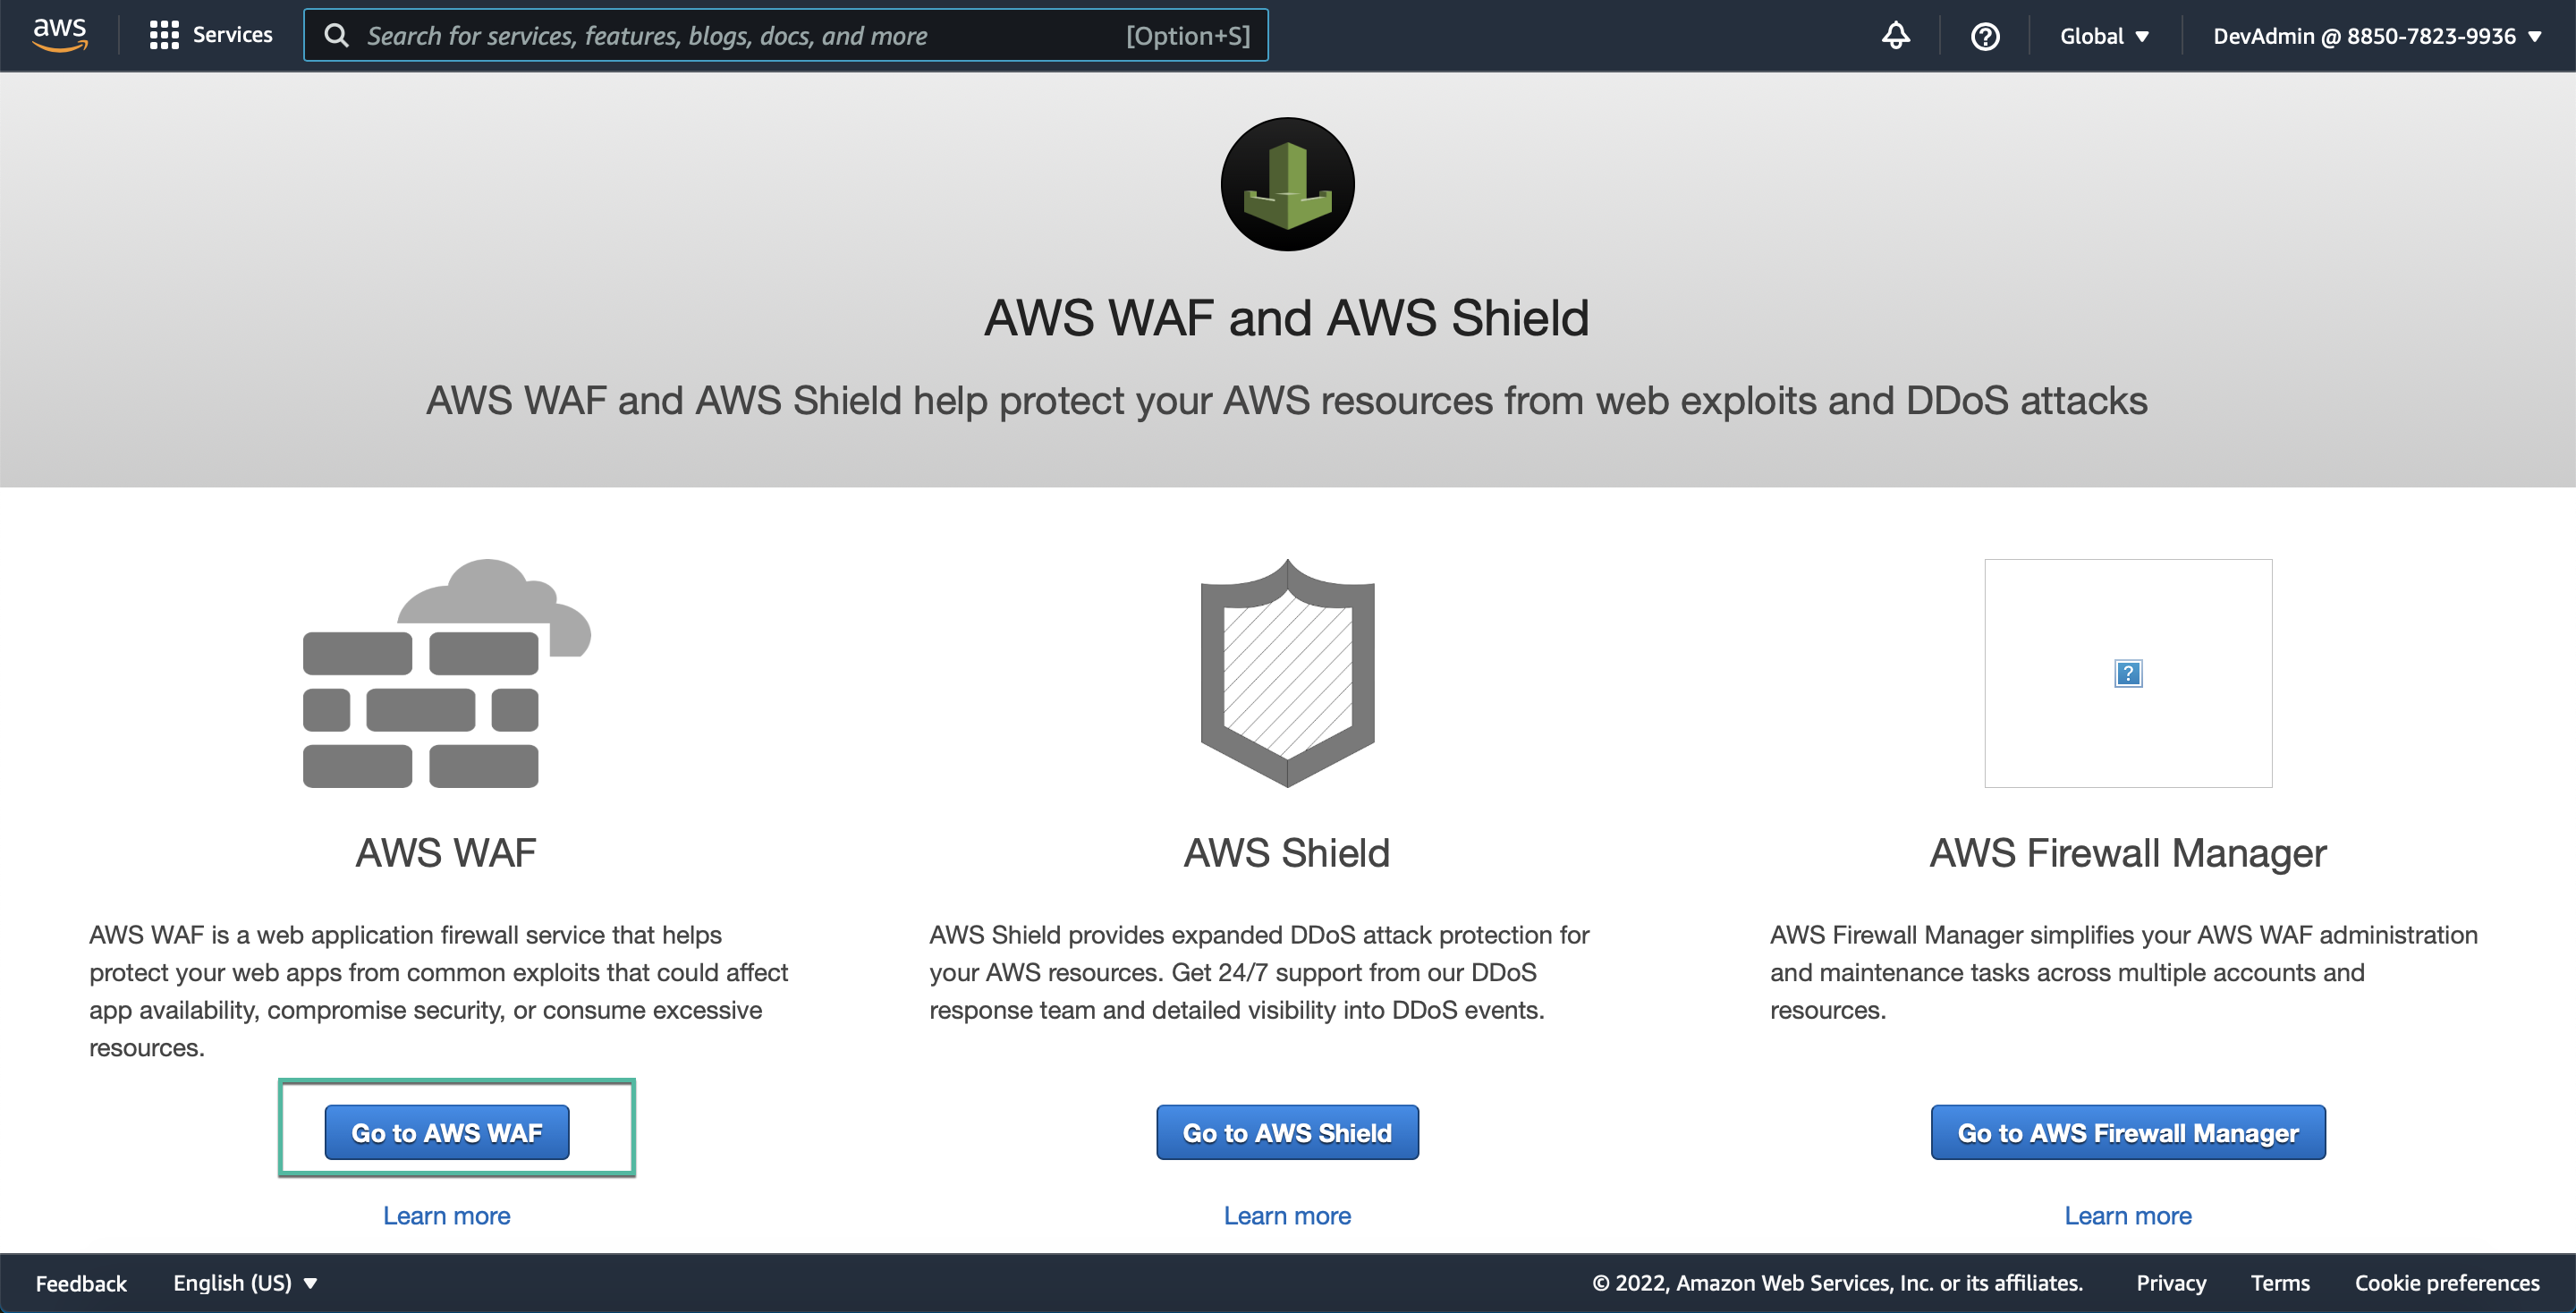 aws
Services
Search for services, features, blogs, docs, and more
[Option+S]
Global
DevAdmin @ 8850-7823-9936
AWS WAF and AWS Shield
AWS WAF and AWS Shield help protect your AWS resources from web exploits and DDoS attacks
AWS WAF
AWS WAF is a web application firewall service that helps
protect your web apps from common exploits that could affect
app availability, compromise security, or consume excessive
resources.
Go to AWS WAF
Learn more
AWS Shield
AWS Shield provides expanded DDoS attack protection for
your AWS resources. Get 24/7 support from our DDoS
response team and detailed visibility into DDoS events.
Go to AWS Shield
Learn more
?
AWS Firewall Manager
AWS Firewall Manager simplifies your AWS WAF administration
and maintenance tasks across multiple accounts and
resources.
Go to AWS Firewall Manager
Learn more
Feedback
English (US)
© 2022, Amazon Web Services, Inc. or its affiliates.
Privacy
Terms
Cookie preferences